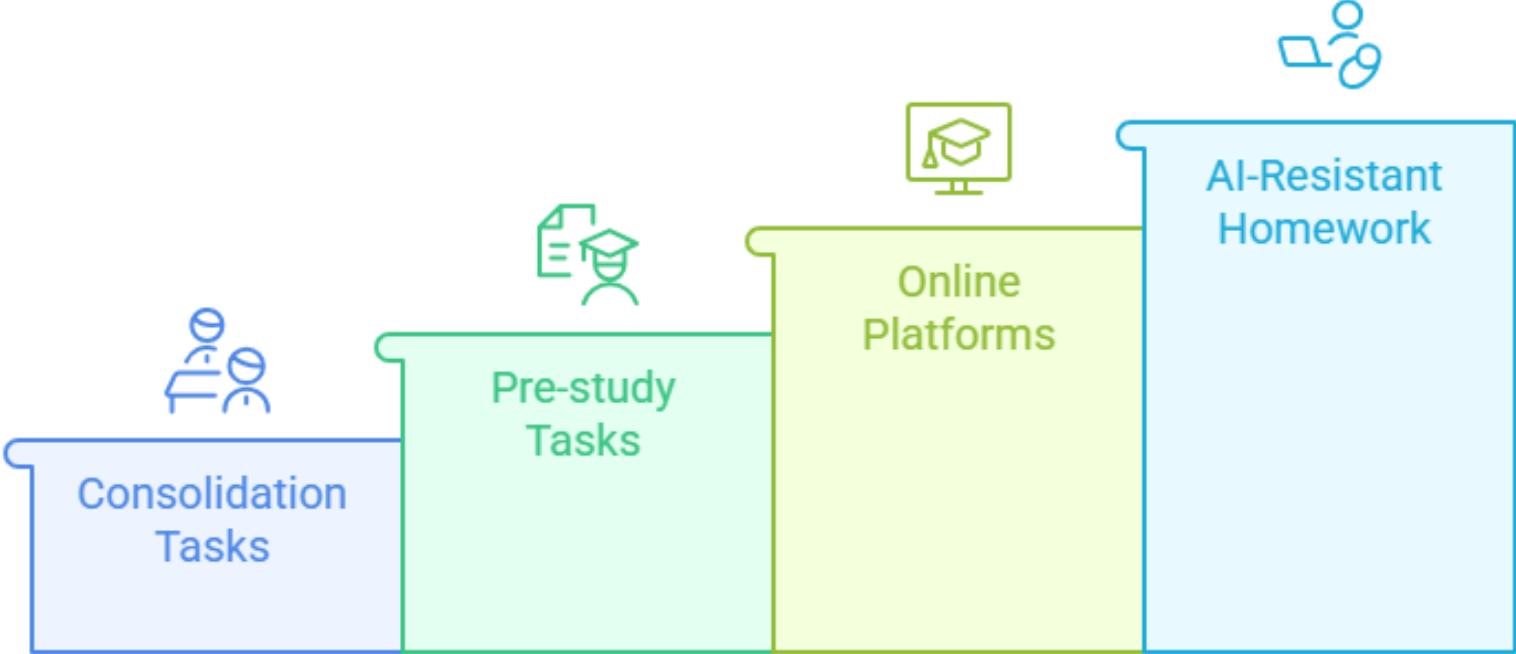 Consolidation
Tasks
Pre-study
Tasks
Online
Platforms
AI-Resistant
Homework